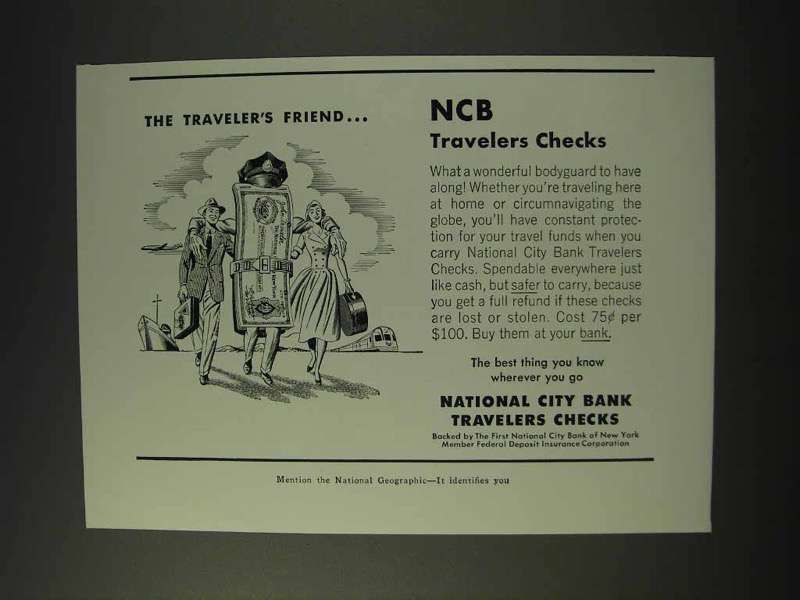 THE TRAVELER'S FRIEND...
NCB
Travelers Checks
What a wonderful bodyguard to have
along! Whether you're traveling here
at home or circumnavigating the
globe, you'll have constant protec-
tion for your travel funds when you
carry National City Bank Travelers
Checks. Spendable everywhere just
like cash, but safer to carry, because
you get a full refund if these checks
are lost or stolen. Cost 75¢ per
$100. Buy them at your bank.
The best thing you know
wherever you go
NATIONAL CITY BANK
TRAVELERS CHECKS
Backed by The First National City Bank of New York
Member Federal Deposit Insurance Corporation
Mention the National Geographic—It identifies you